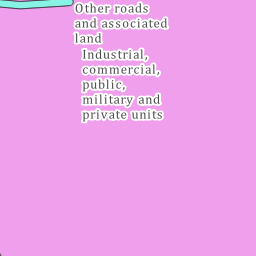 Other roads
and associated
land
Industrial,
commercial,
public,
military and
private units